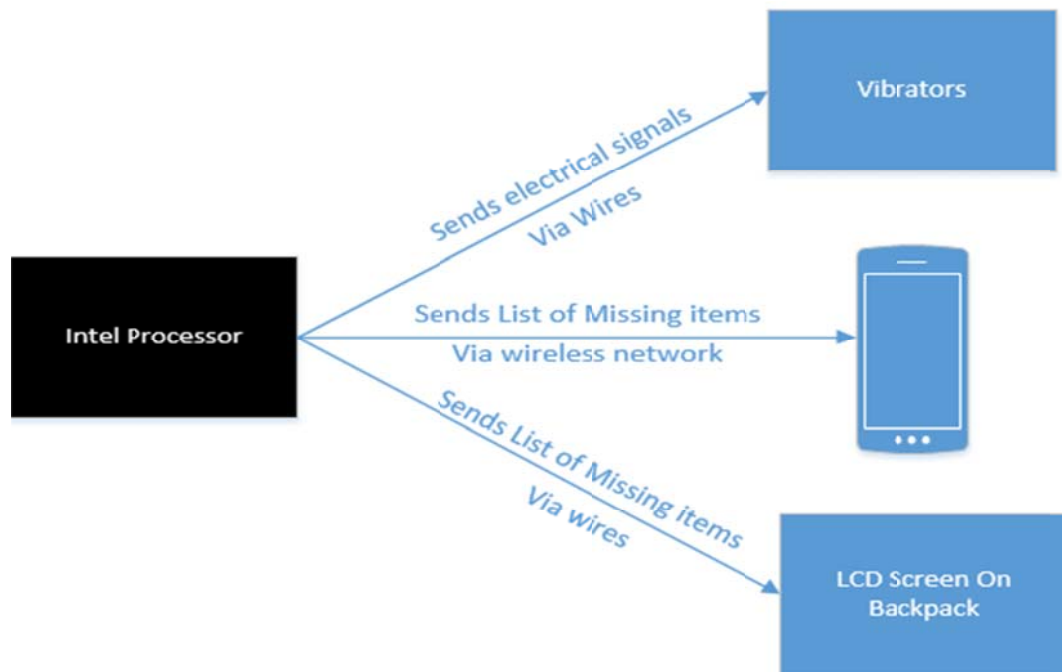 Vibrators
Sends electrical signals
Via Wires
Intel Processor
Sends List of Missing items
Via wireless network
Sends List of Missing items
Via wires
LCD Screen On
Backpack